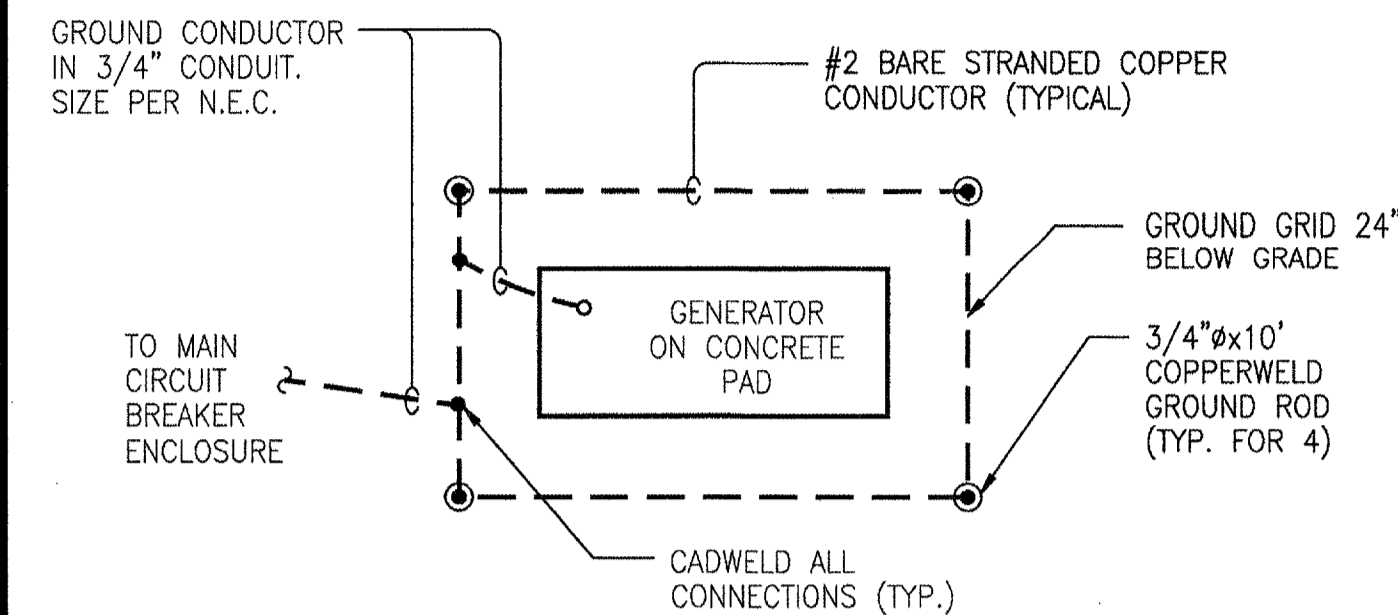 GROUND CONDUCTOR
IN 3/4" CONDUIT.
SIZE PER N.E.C.
#2 BARE STRANDED COPPER
CONDUCTOR (TYPICAL)
GROUND GRID 24"
BELOW GRADE
GENERATOR
ON CONCRETE
PAD
TO MAIN
CIRCUIT
BREAKER
ENCLOSURE
3/4"øx10'
COPPERWELD
GROUND ROD
(TYP. FOR 4)
CADWELD ALL
CONNECTIONS (TYP.)